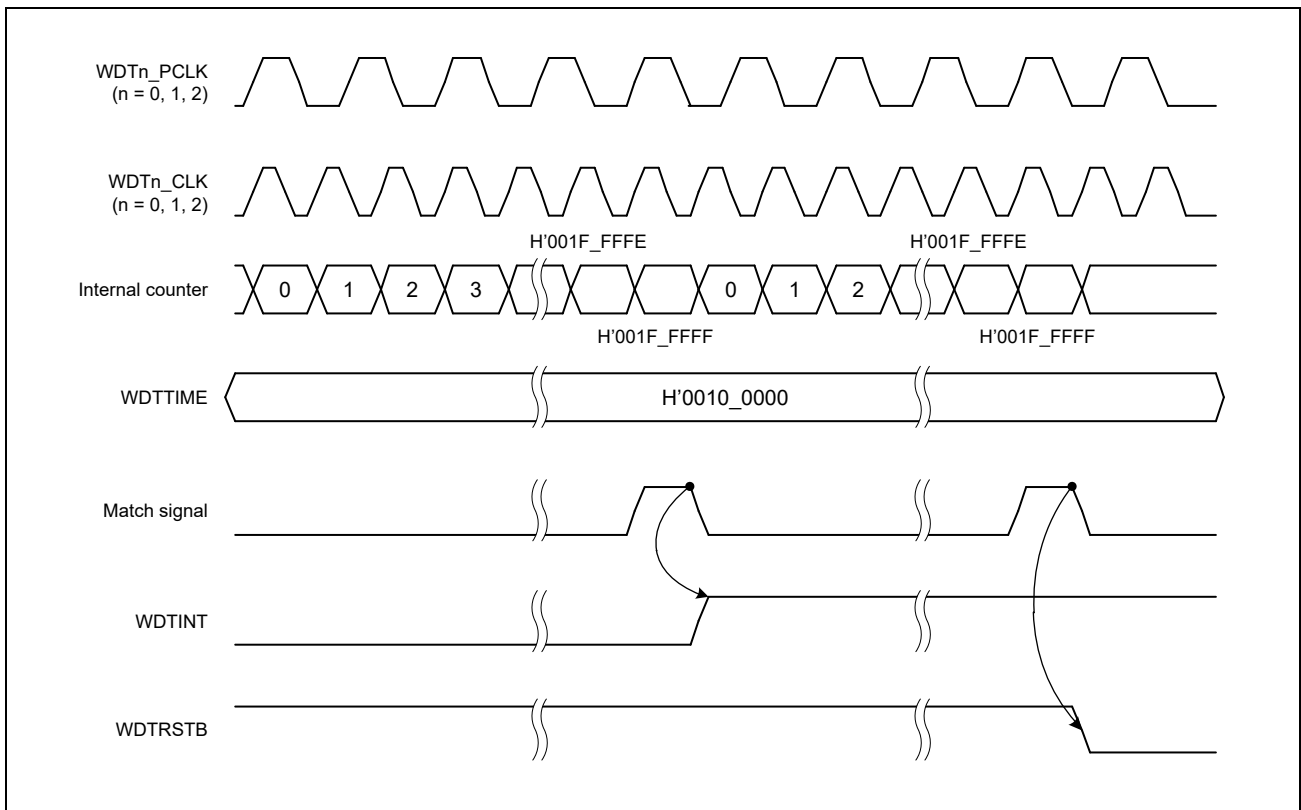 WDTn_PCLK
(n = 0, 1, 2)
WDTn_CLK
(n = 0, 1, 2)
H'001F_FFFE
H'001F_FFFE
Internal counter
0
1
2
3
0
1
2
H'001F_FFFF
H'001F_FFFF
WDTTIME
H'0010_0000
Match signal
WDTINT
WDTRSTB